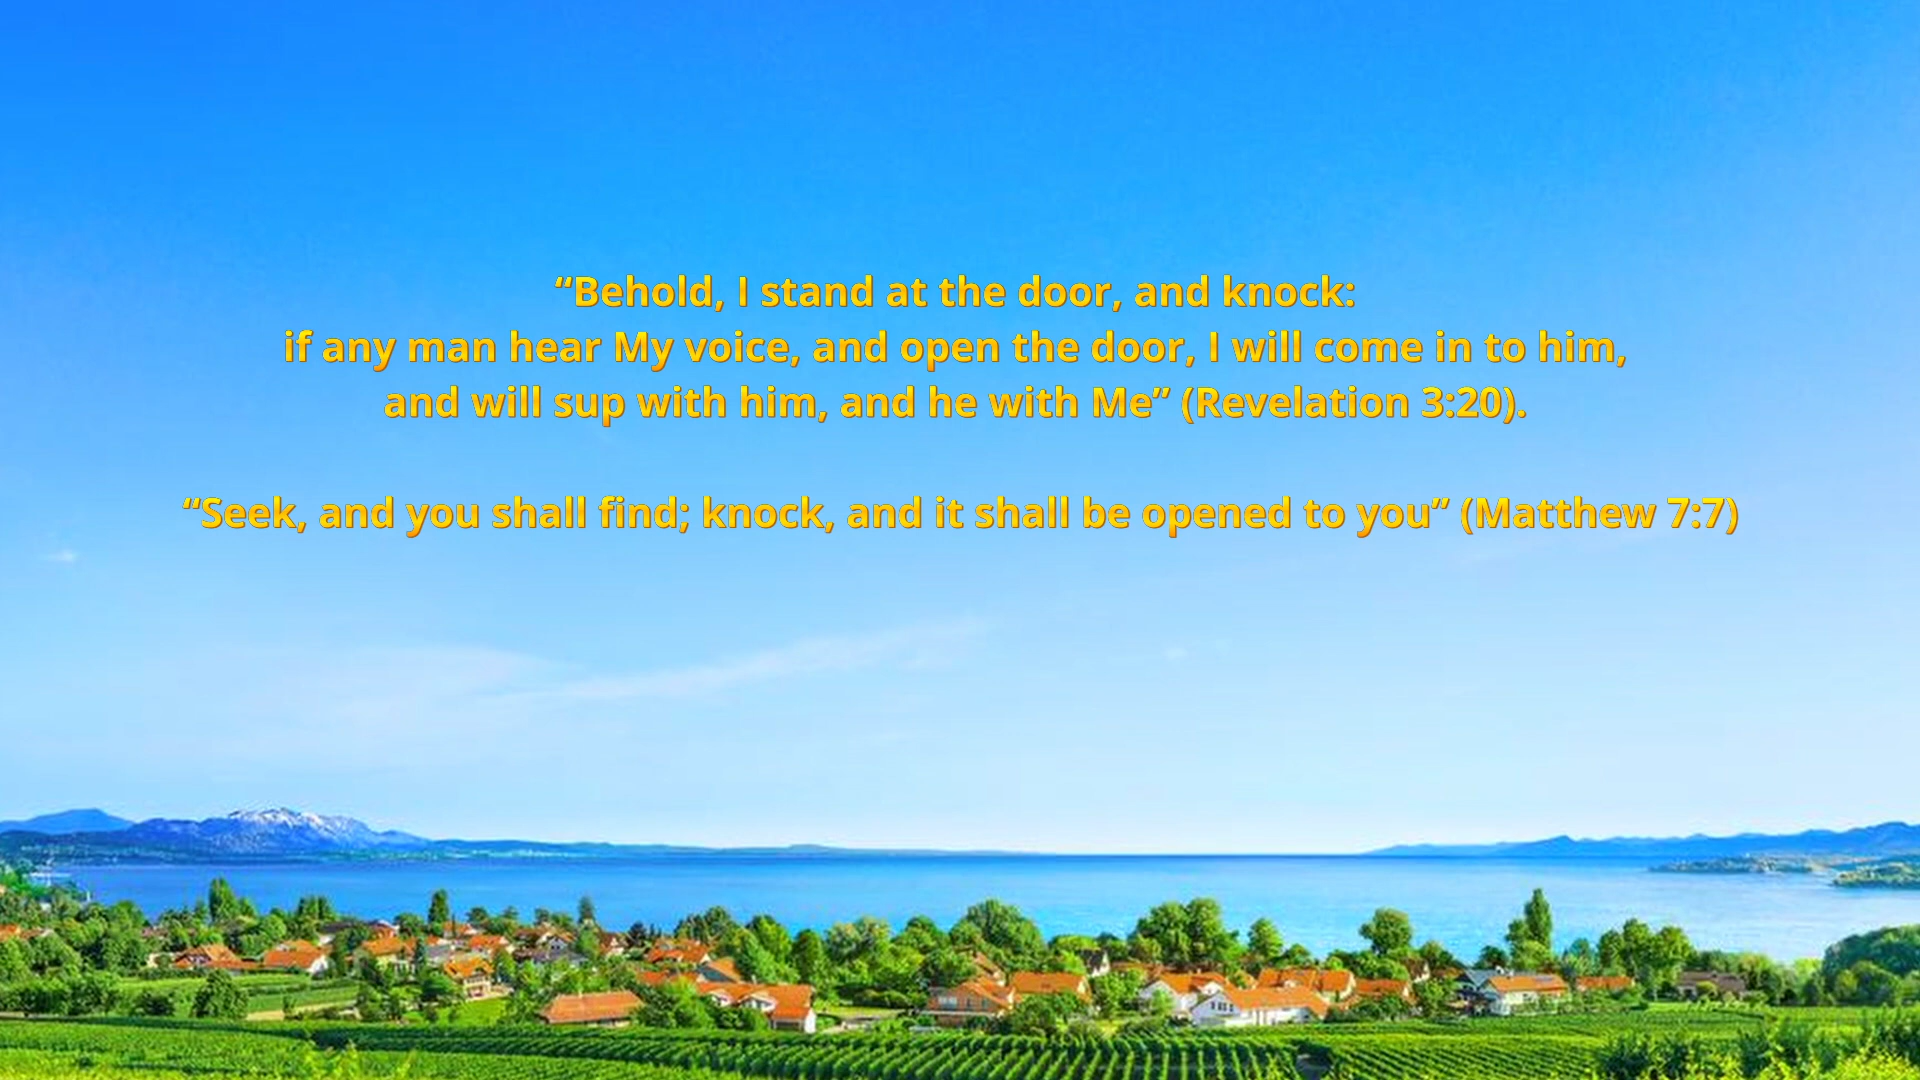 “Behold, I stand at the door, and knock:
if any man hear My voice, and open the door, I will come in to him,
and will sup with him, and he with Me” (Revelation 3:20).
“Seek, and you shall find; knock, and it shall be opened to you” (Matthew 7:7)